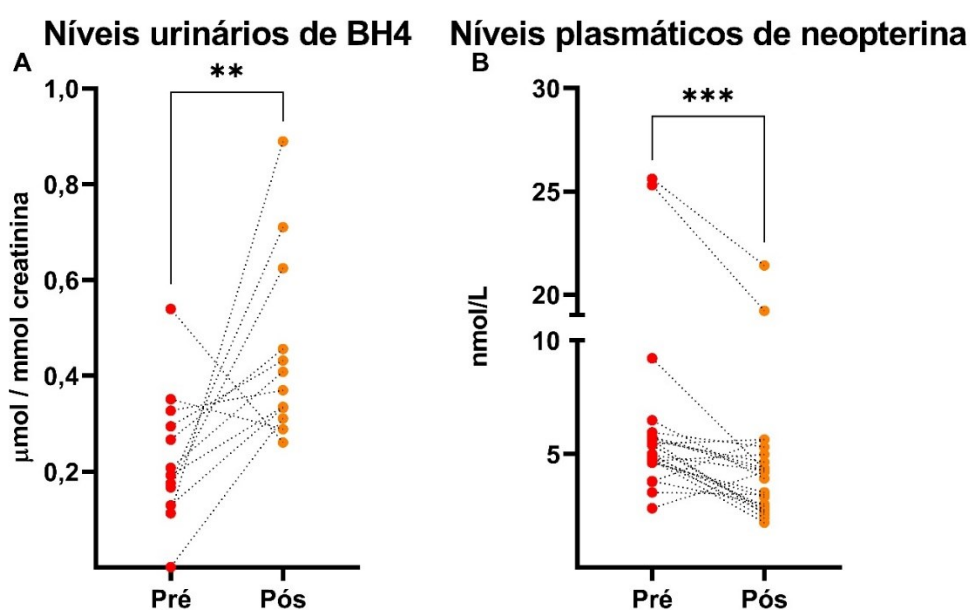 Níveis urinários de BH4
A
**
1,0
0,8
0,6
0,4
0,2
μmol / mmol creatinina
Pré Pós
Níveis plasmáticos de neopterina
B
***
30
25
20
10
5
nmol/L
Pré Pós